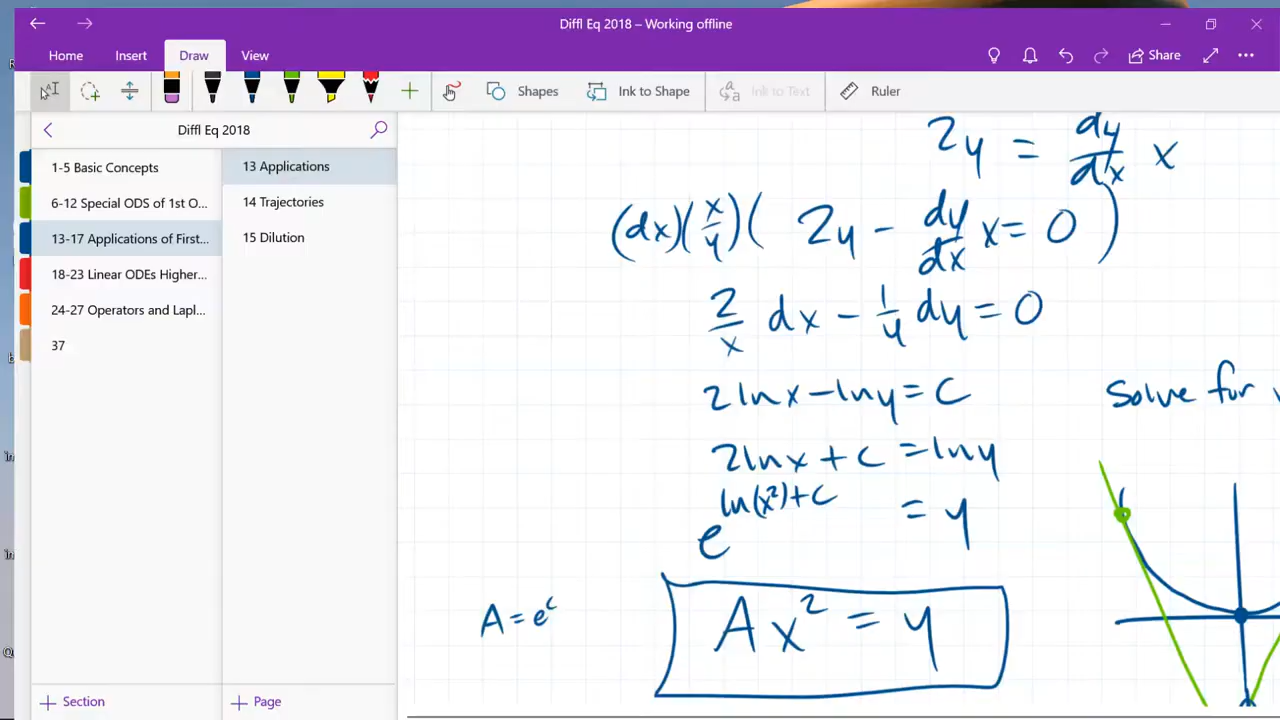 Diffl Eq 2018 – Working offline
Home Insert Draw View
Share
Shapes Ink to Shape Ink to Text Ruler
Diffl Eq 2018
1-5 Basic Concepts
6-12 Special ODS of 1st O...
13-17 Applications of First...
18-23 Linear ODEs Higher...
24-27 Operators and Lapl...
37
13 Applications
14 Trajectories
15 Dilution
2y = dy/dx x
(dx)(x/y)( 2y - dy/dx x = 0 )
2/x dx - 1/y dy = 0
2lnx - lny = C
Solve for
2lnx + C = lny
e^(ln(x²)+C) = y
A = e^C
Ax² = y
+ Section
+ Page